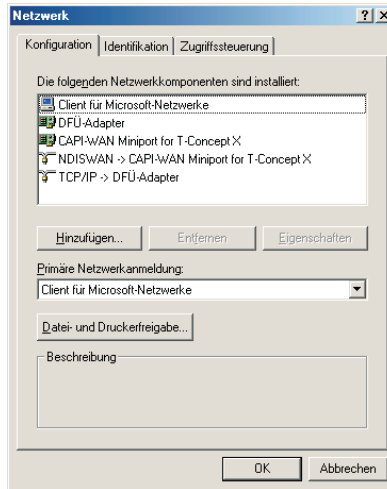 Netzwerk
Konfiguration Identifikation Zugriffssteuerung
Die folgenden Netzwerkkomponenten sind installiert:
Client für Microsoft-Netzwerke
DFÜ-Adapter
CAPI-WAN Miniport for T-Concept X
NDISWAN -> CAPI-WAN Miniport for T-Concept X
TCP/IP -> DFÜ-Adapter
Hinzufügen... Entfernen Eigenschaften
Primäre Netzwerkanmeldung:
Client für Microsoft-Netzwerke
Datei- und Druckerfreigabe...
Beschreibung
OK Abbrechen